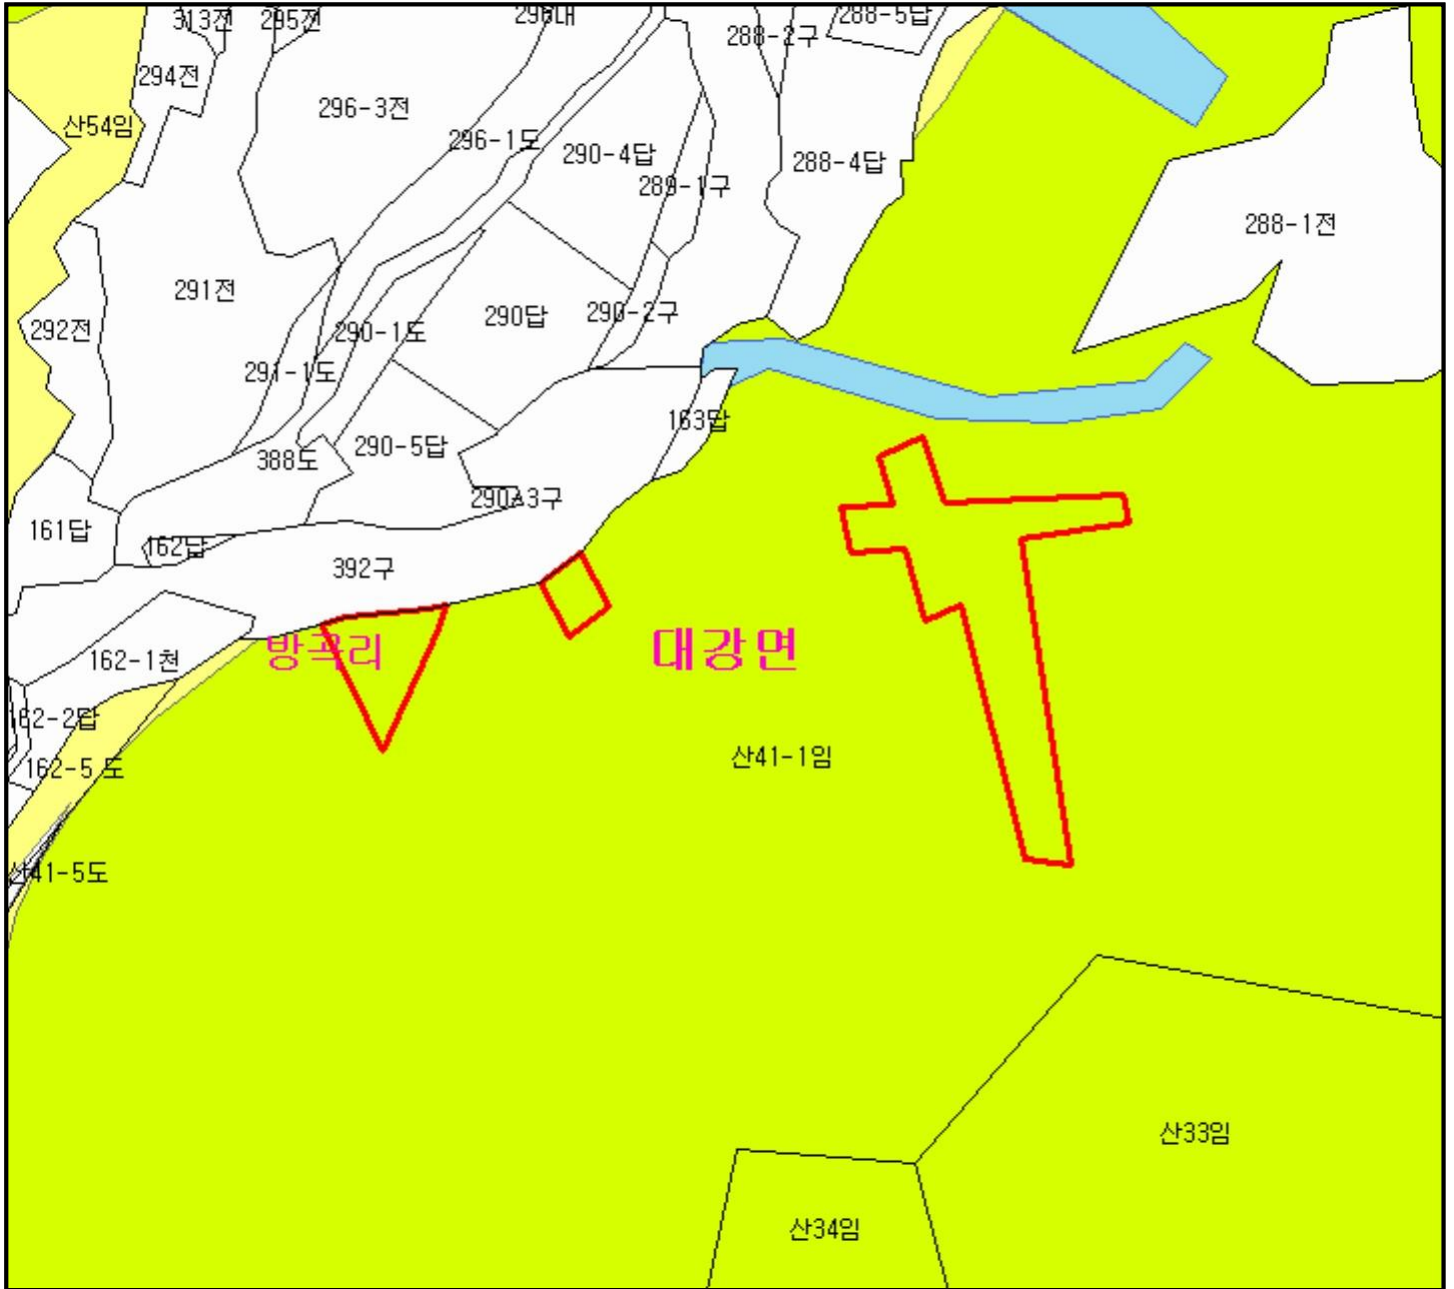 313전
295전
288-5답
288-2구
294전
296-3전
산54임
296-1도
290-4답
288-4답
289-1구
288-1전
291전
290-2구
290답
292전
290-1도
291-1도
163답
290-5답
388도
161답
162답
392구
방곡리
대강면
162-1천
162-2답
산41-1임
162-5 도
산41-5도
산33임
산34임